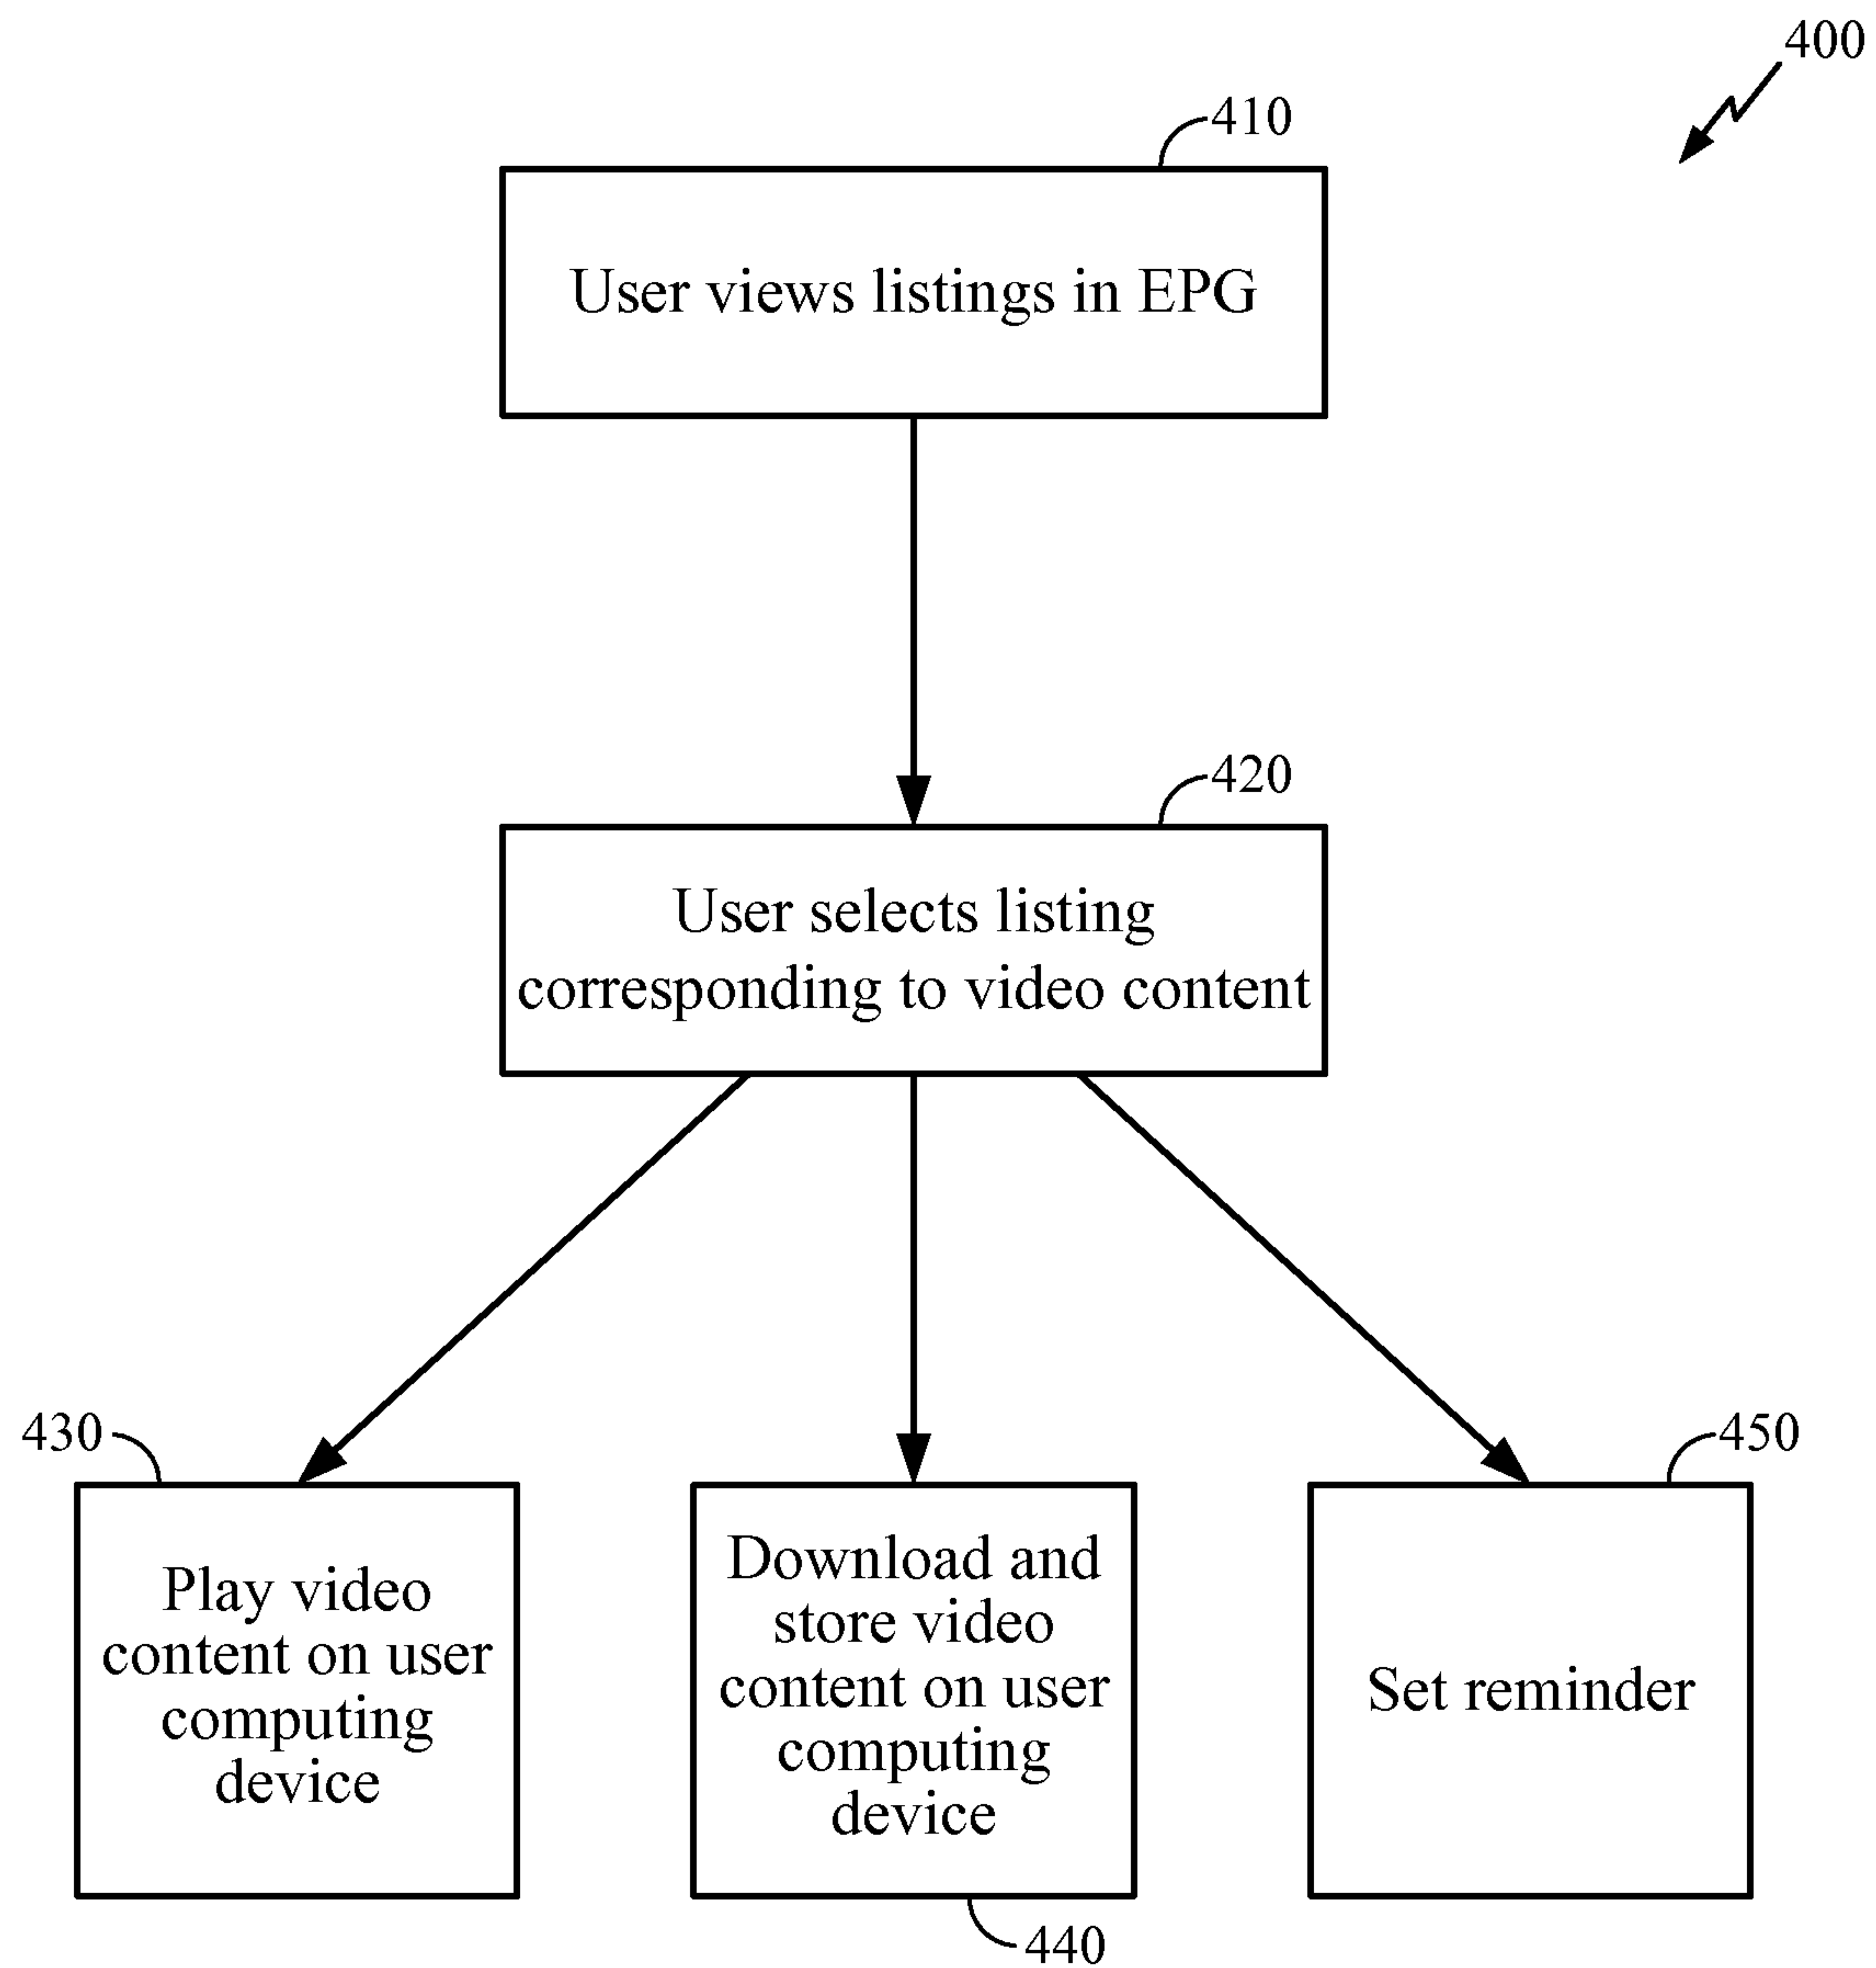 400
410
User views listings in EPG
420
User selects listing
corresponding to video content
430
Play video
content on user
computing
device
Download and
store video
content on user
computing
device
440
450
Set reminder